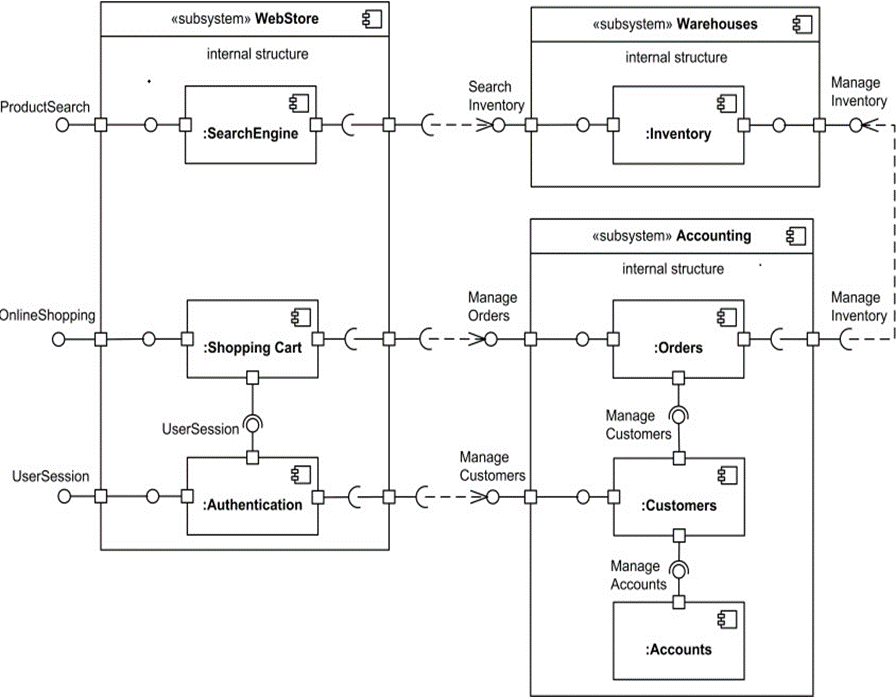 «subsystem» WebStore
internal structure
ProductSearch
:SearchEngine
OnlineShopping
:Shopping Cart
UserSession
UserSession
:Authentication
Search
Inventory
«subsystem» Warehouses
internal structure
:Inventory
Manage
Inventory
«subsystem» Accounting
internal structure
Manage
Orders
:Orders
Manage
Inventory
Manage
Customers
Manage
Customers
:Customers
Manage
Accounts
:Accounts